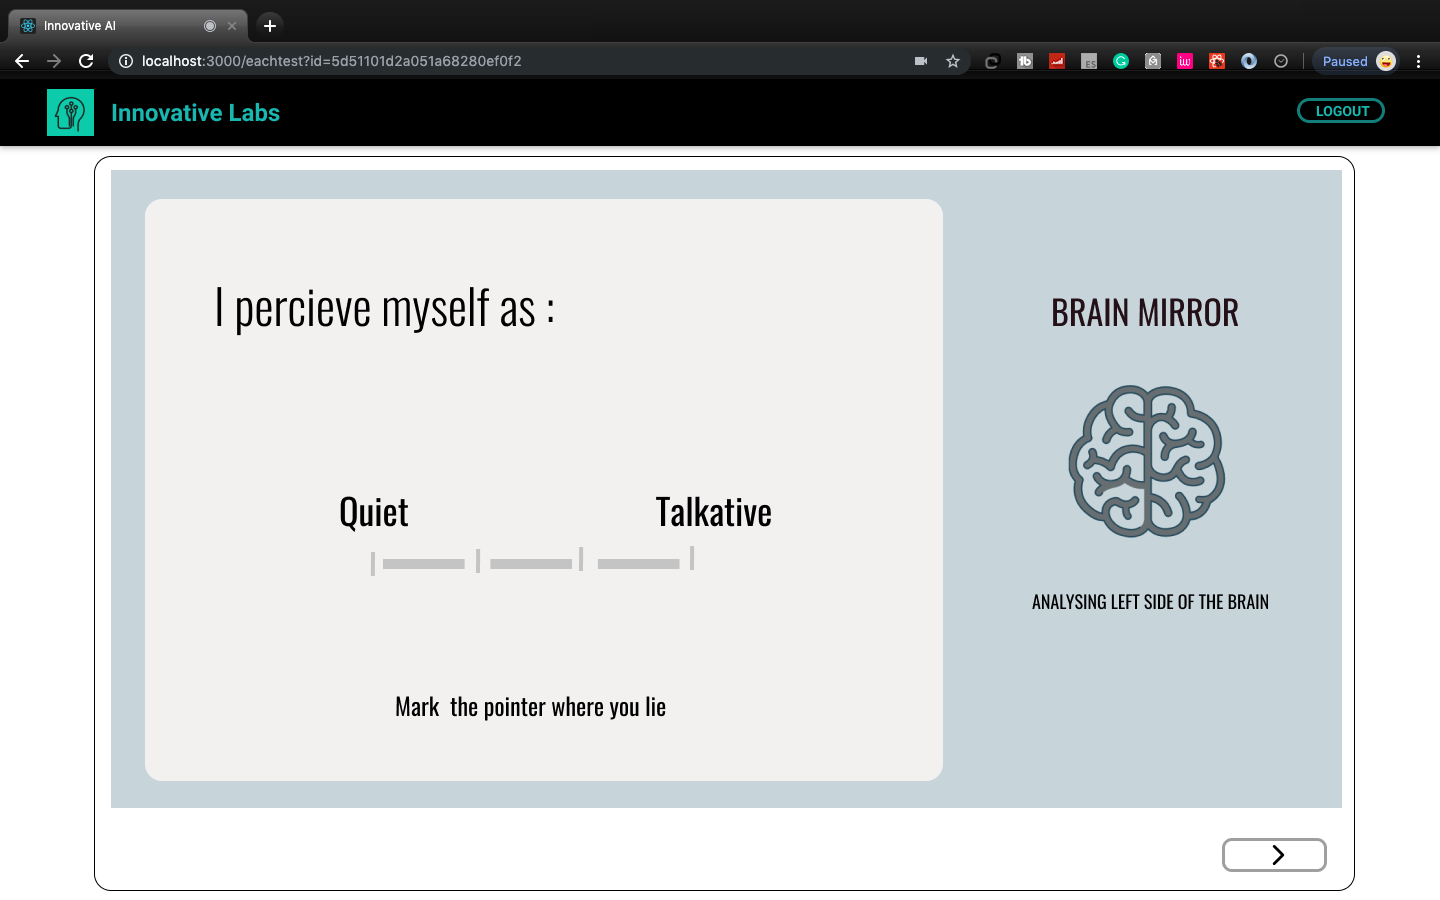 Innovative AI
localhost:3000/eachtest?id=5d51101d2a051a68280ef0f2
ES
Paused
Innovative Labs
LOGOUT
I percieve myself as :
BRAIN MIRROR
Quiet
Talkative
ANALYSING LEFT SIDE OF THE BRAIN
Mark the pointer where you lie